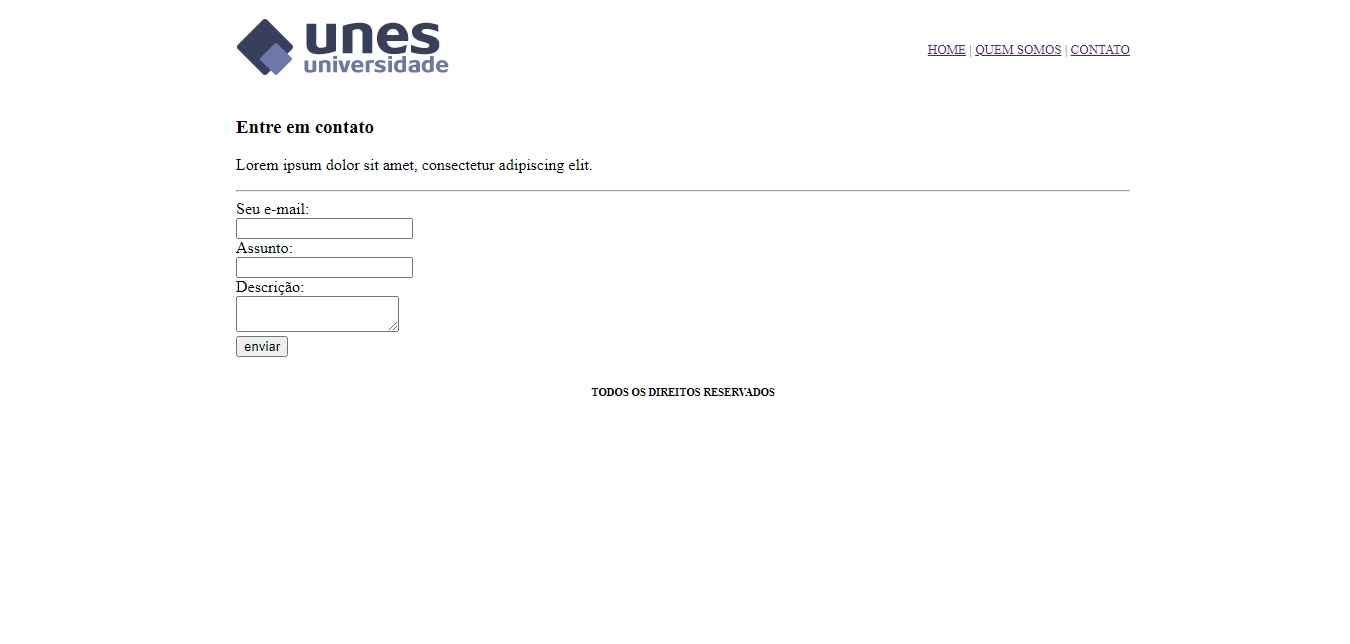 unes
universidade
HOME | QUEM SOMOS | CONTATO
Entre em contato
Lorem ipsum dolor sit amet, consectetur adipiscing elit.
Seu e-mail:
Assunto:
Descrição:
enviar
TODOS OS DIREITOS RESERVADOS